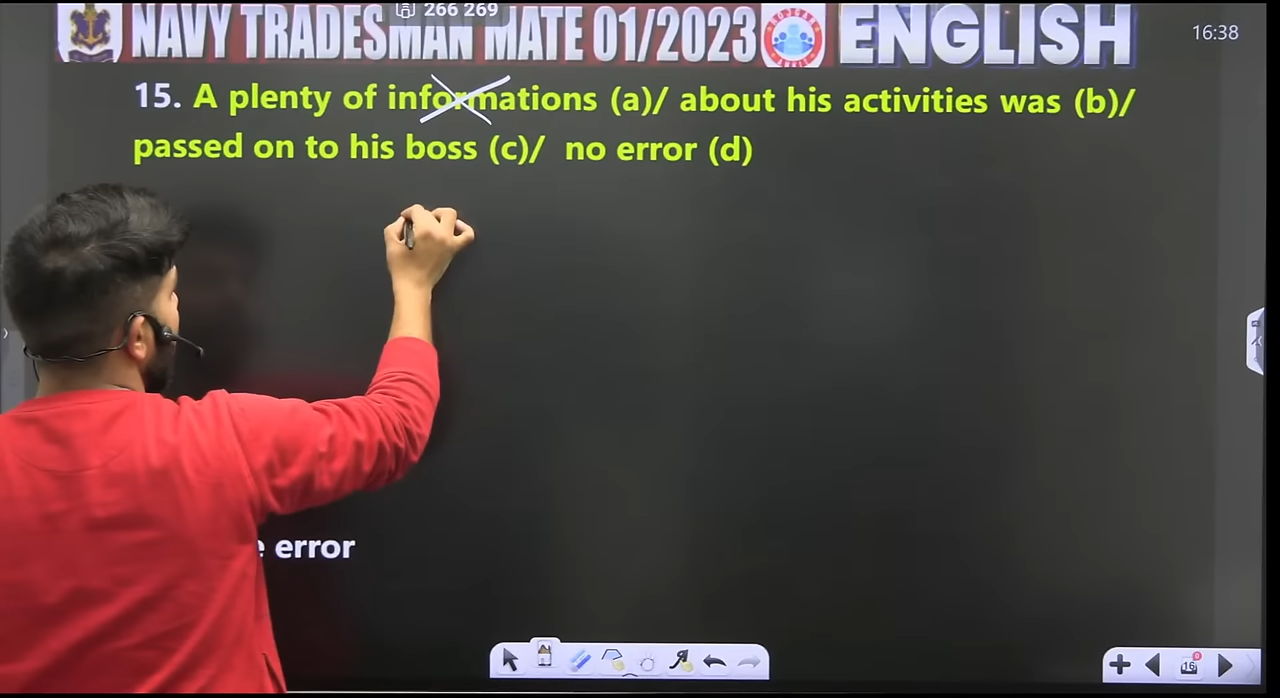 266 269
NAVY TRADESMAN MATE 01/2023 ENGLISH
16:38
15. A plenty of informations (a)/ about his activities was (b)/
passed on to his boss (c)/ no error (d)
error
16